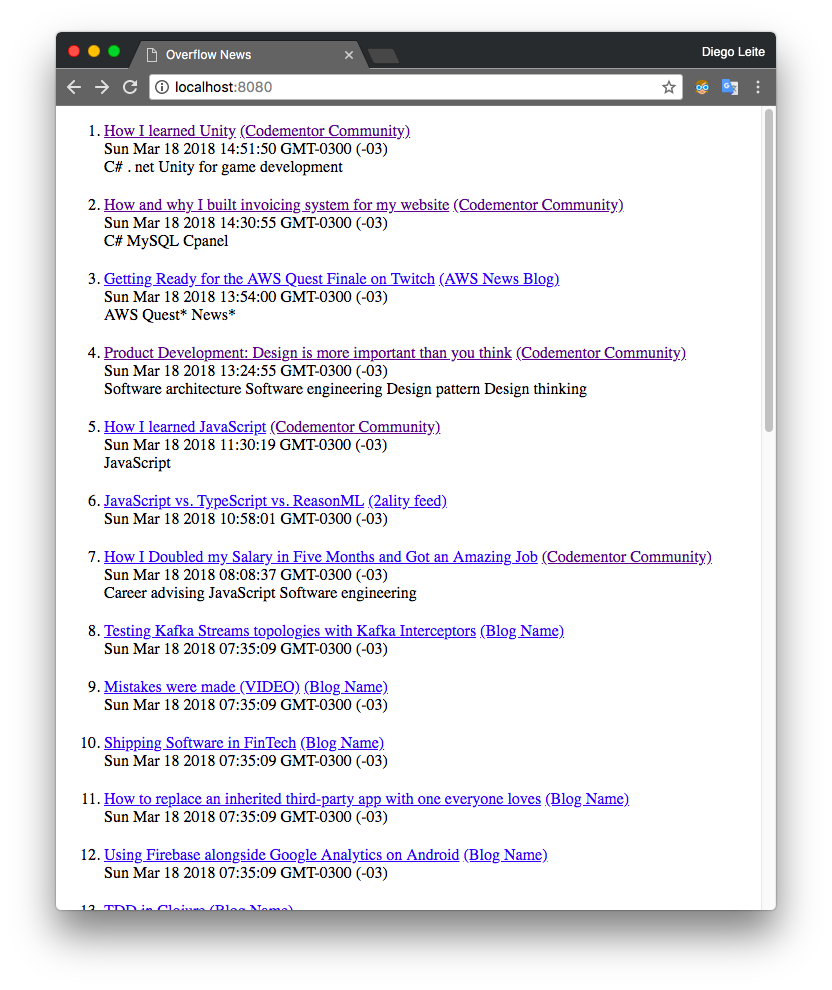 Overflow News
Diego Leite
localhost:8080
1. How I learned Unity (Codementor Community)
Sun Mar 18 2018 14:51:50 GMT-0300 (-03)
C# . net Unity for game development
2. How and why I built invoicing system for my website (Codementor Community)
Sun Mar 18 2018 14:30:55 GMT-0300 (-03)
C# MySQL Cpanel
3. Getting Ready for the AWS Quest Finale on Twitch (AWS News Blog)
Sun Mar 18 2018 13:54:00 GMT-0300 (-03)
AWS Quest* News*
4. Product Development: Design is more important than you think (Codementor Community)
Sun Mar 18 2018 13:24:55 GMT-0300 (-03)
Software architecture Software engineering Design pattern Design thinking
5. How I learned JavaScript (Codementor Community)
Sun Mar 18 2018 11:30:19 GMT-0300 (-03)
JavaScript
6. JavaScript vs. TypeScript vs. ReasonML (2ality feed)
Sun Mar 18 2018 10:58:01 GMT-0300 (-03)
7. How I Doubled my Salary in Five Months and Got an Amazing Job (Codementor Community)
Sun Mar 18 2018 08:08:37 GMT-0300 (-03)
Career advising JavaScript Software engineering
8. Testing Kafka Streams topologies with Kafka Interceptors (Blog Name)
Sun Mar 18 2018 07:35:09 GMT-0300 (-03)
9. Mistakes were made (VIDEO) (Blog Name)
Sun Mar 18 2018 07:35:09 GMT-0300 (-03)
10. Shipping Software in FinTech (Blog Name)
Sun Mar 18 2018 07:35:09 GMT-0300 (-03)
11. How to replace an inherited third-party app with one everyone loves (Blog Name)
Sun Mar 18 2018 07:35:09 GMT-0300 (-03)
12. Using Firebase alongside Google Analytics on Android (Blog Name)
Sun Mar 18 2018 07:35:09 GMT-0300 (-03)
13. TDD in Clojure (Blog Name)